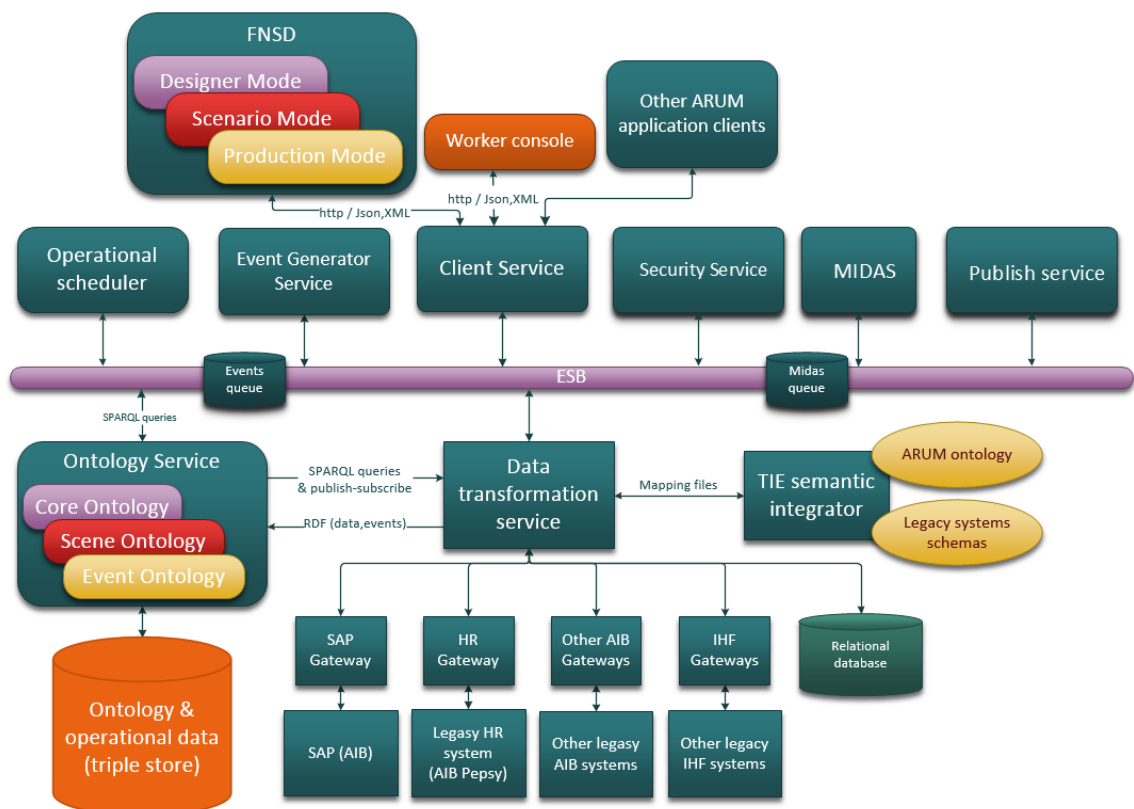 FNSD
Designer Mode
Scenario Mode
Production Mode
Worker console
Other ARUM
application clients
http / Json,XML
http / Json,XML
Operational
scheduler
Event Generator
Service
Client Service
Security Service
MIDAS
Publish service
Events
queue
ESB
Midas
queue
SPARQL queries
Ontology Service
Core Ontology
Scene Ontology
Event Ontology
SPARQL queries
& publish-subscribe
RDF (data,events)
Data
transformation
service
Mapping files
TIE semantic
integrator
ARUM ontology
Legacy systems
schemas
SAP
Gateway
HR
Gateway
Other AIB
Gateways
IHF
Gateways
Relational
database
Ontology &
operational data
(triple store)
SAP (AIB)
Legasy HR
system
(AIB Pepsy)
Other legasy
AIB systems
Other legacy
IHF systems